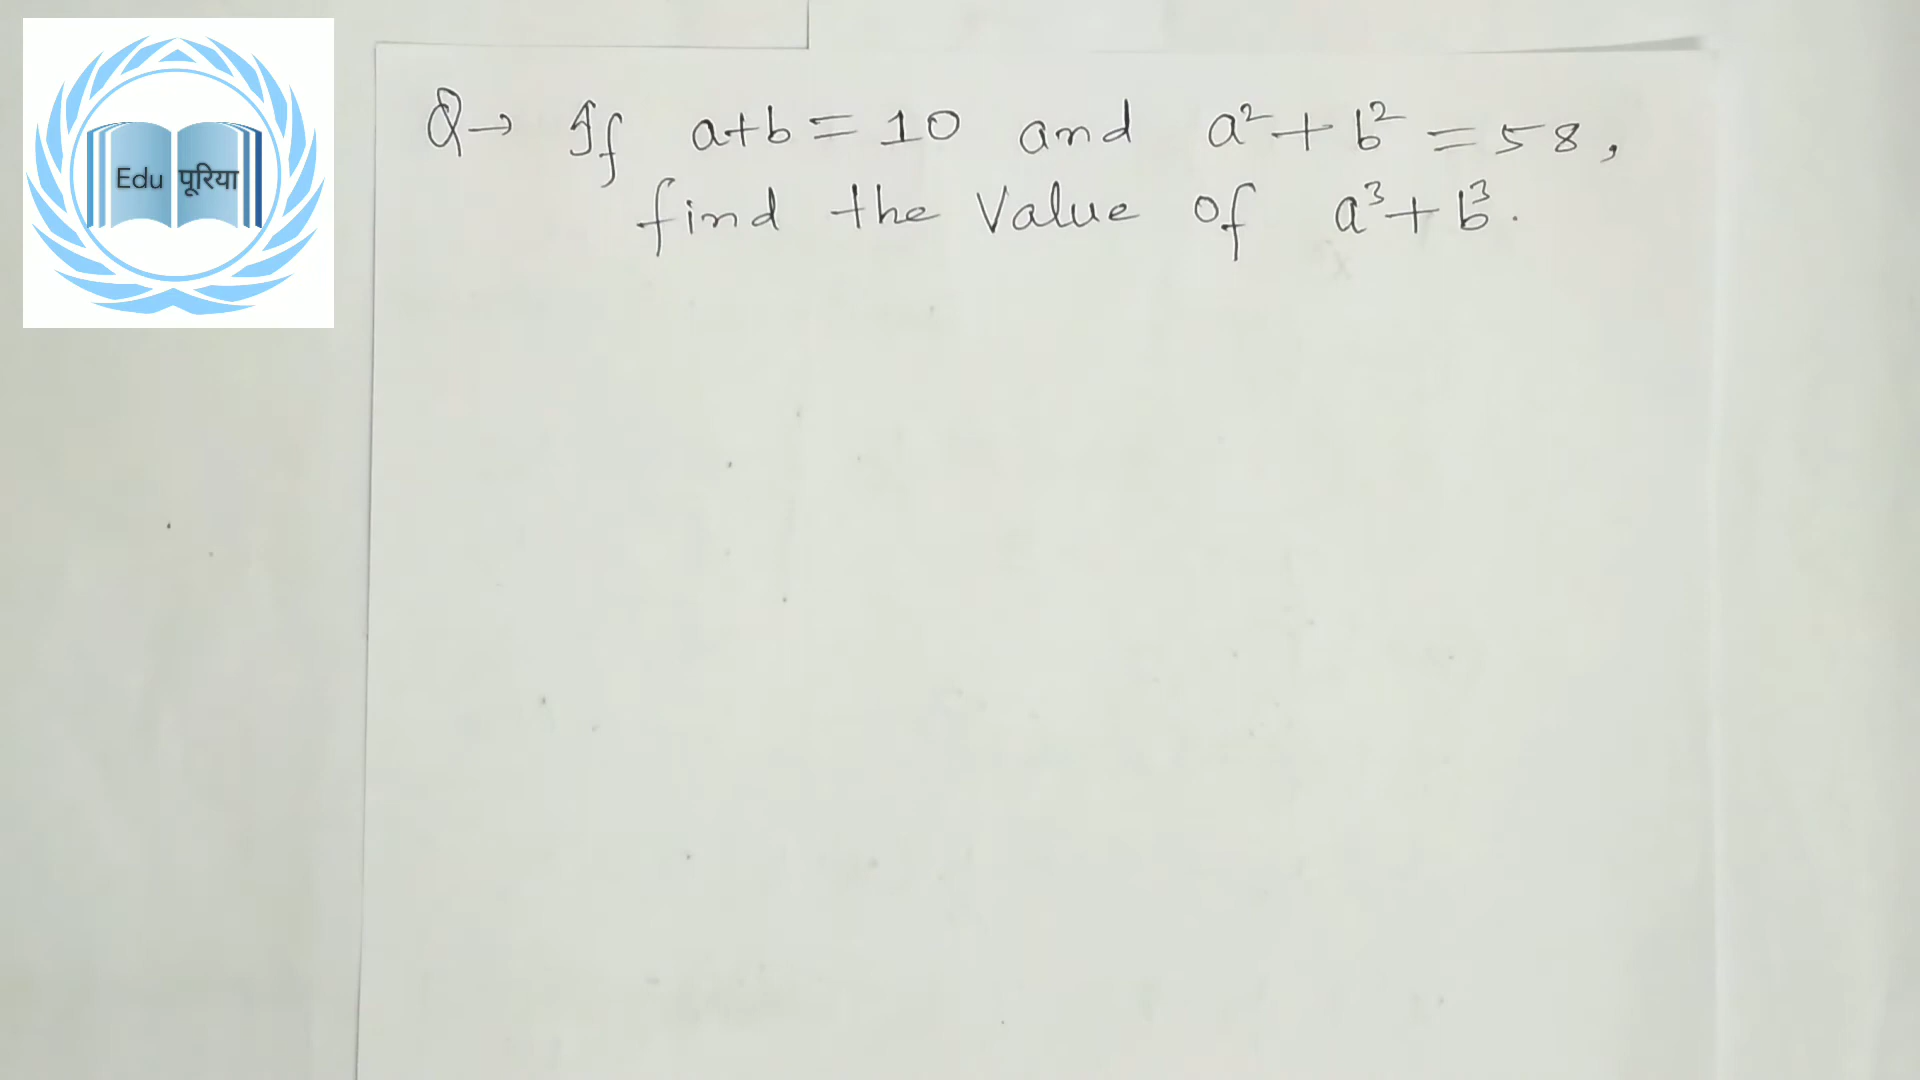 Edu पूरिया
Q→ If a+b = 10 and a²+b² = 58,
find the Value of a³+b³.